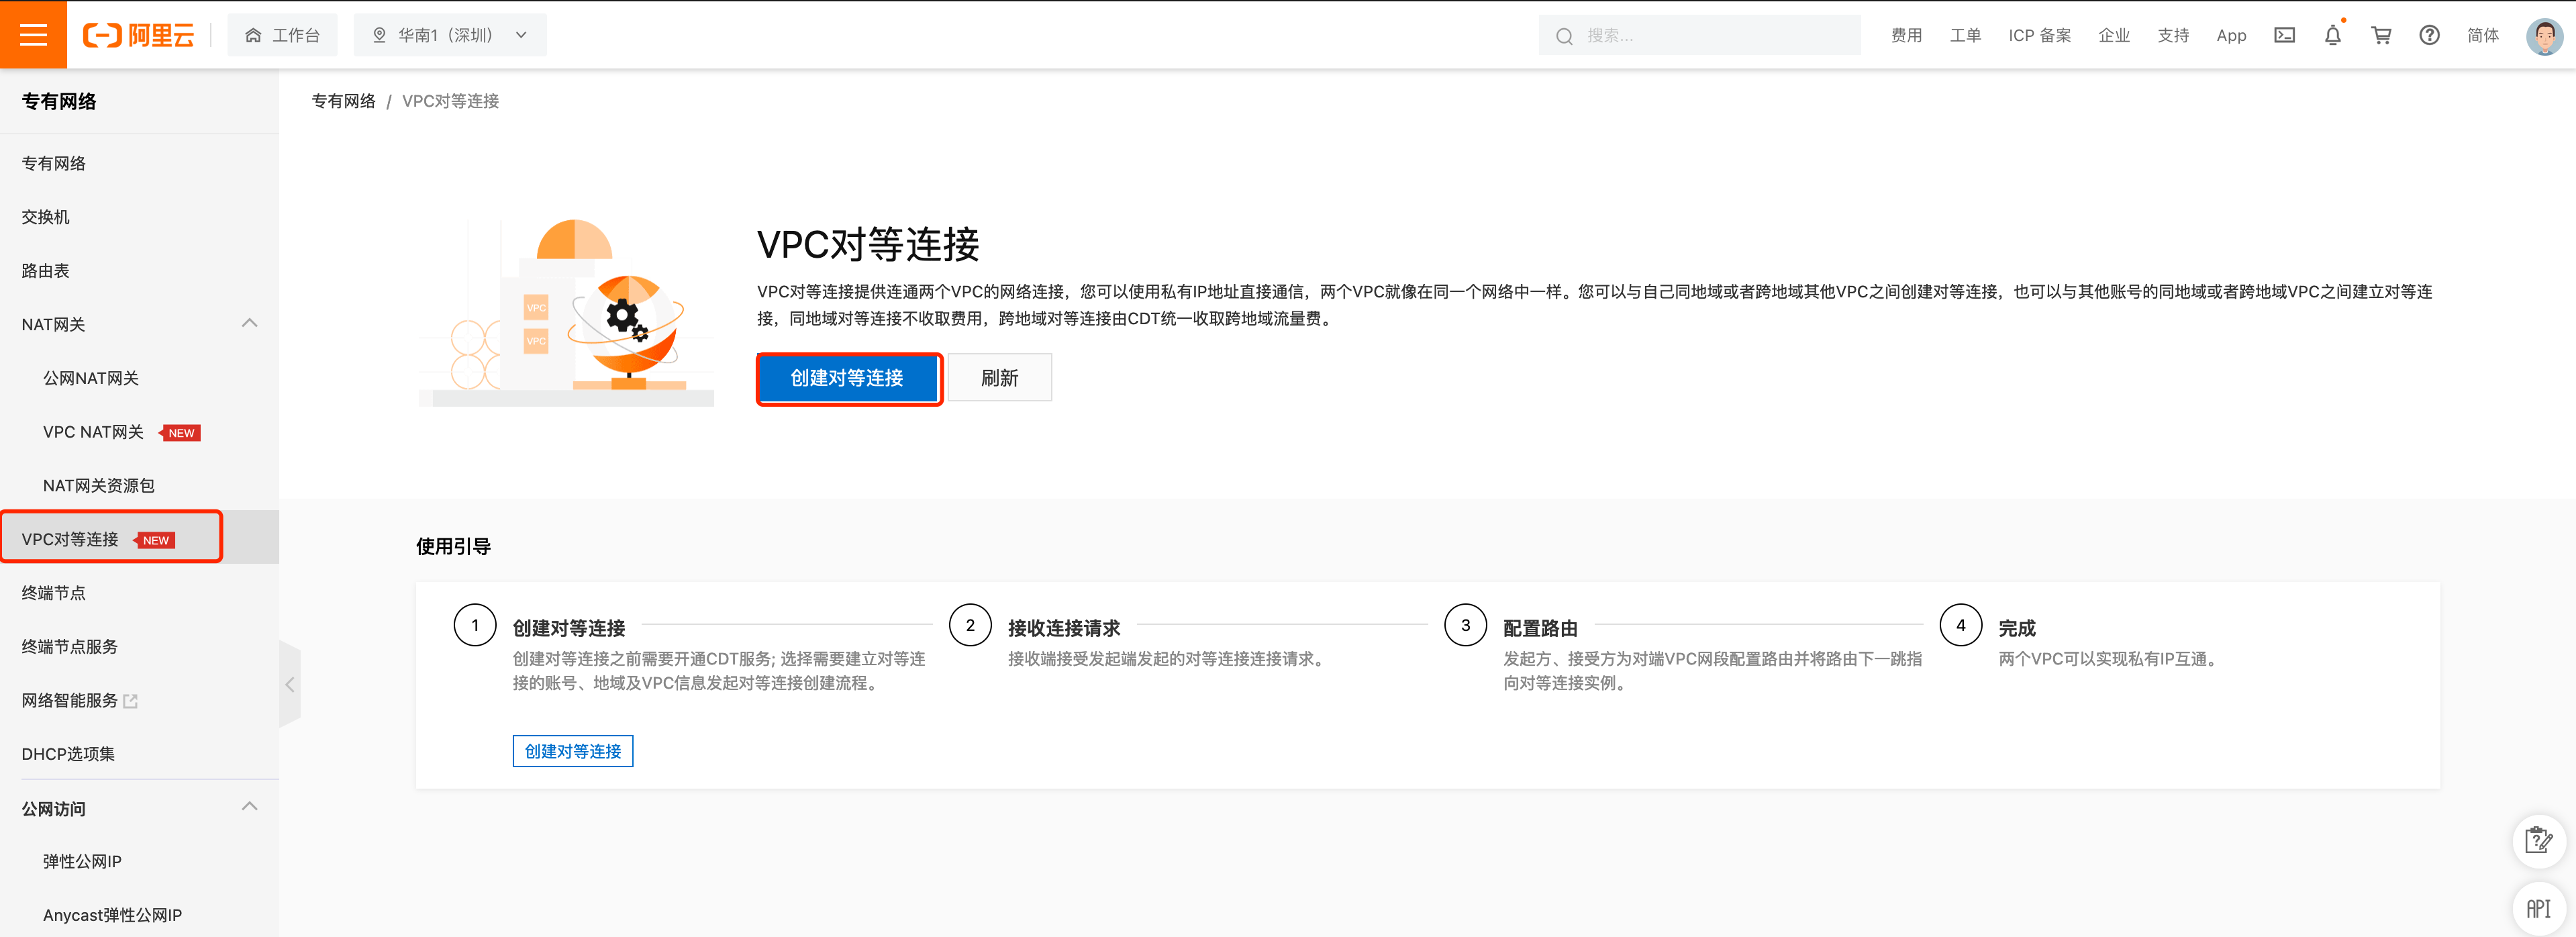 阿里云
工作台
华南1（深圳）
搜索...
费用
工单
ICP 备案
企业
支持
App
简体
专有网络
专有网络
交换机
路由表
NAT网关
公网NAT网关
VPC NAT网关 NEW
NAT网关资源包
VPC对等连接 NEW
终端节点
终端节点服务
网络智能服务
DHCP选项集
公网访问
弹性公网IP
Anycast弹性公网IP
专有网络 / VPC对等连接
VPC
VPC
VPC对等连接
VPC对等连接提供连通两个VPC的网络连接，您可以使用私有IP地址直接通信，两个VPC就像在同一个网络中一样。您可以与自己同地域或者跨地域其他VPC之间创建对等连接，也可以与其他账号的同地域或者跨地域VPC之间建立对等连
接，同地域对等连接不收取费用，跨地域对等连接由CDT统一收取跨地域流量费。
创建对等连接
刷新
使用引导
1 创建对等连接
创建对等连接之前需要开通CDT服务; 选择需要建立对等连
接的账号、地域及VPC信息发起对等连接创建流程。
创建对等连接
2 接收连接请求
接收端接受发起端发起的对等连接连接请求。
3 配置路由
发起方、接受方为对端VPC网段配置路由并将路由下一跳指
向对等连接实例。
4 完成
两个VPC可以实现私有IP互通。
API